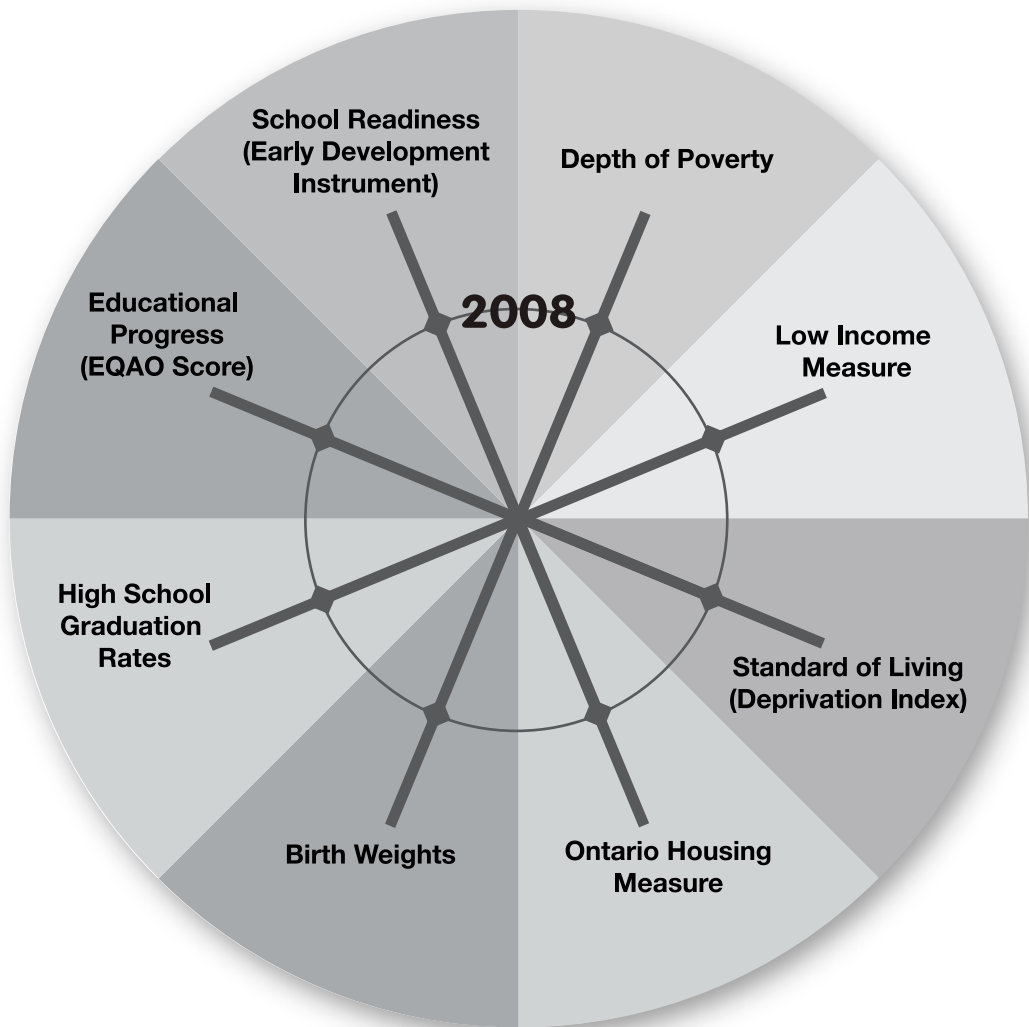 School Readiness
(Early Development
Instrument)
Depth of Poverty
2008
Educational
Progress
(EQAO Score)
Low Income
Measure
High School
Graduation
Rates
Standard of Living
(Deprivation Index)
Birth Weights
Ontario Housing
Measure